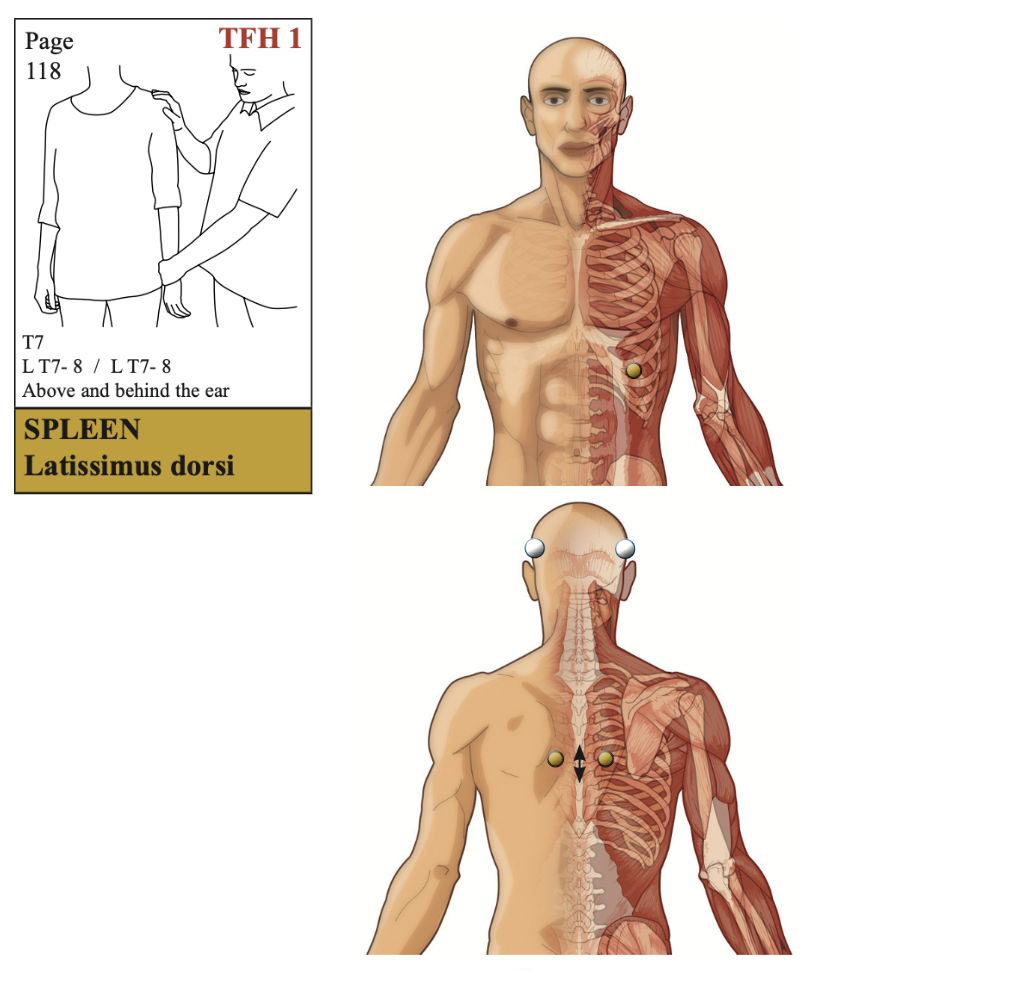 Page TFH 1
118
T7
L T7- 8 / L T7- 8
Above and behind the ear
SPLEEN
Latissimus dorsi